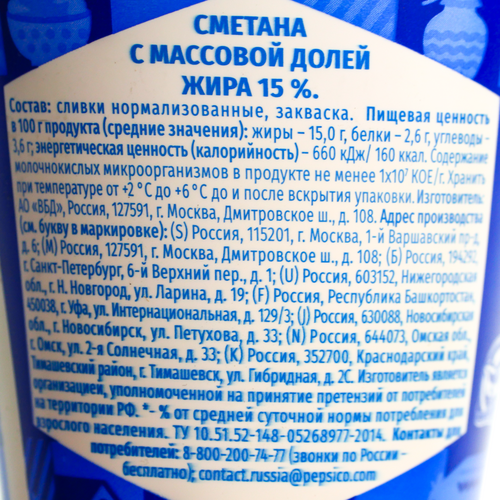 СМЕТАНА
С МАССОВОЙ ДОЛЕЙ
ЖИРА 15 %.
Состав: сливки нормализованные, закваска. Пищевая ценность
в 100 г продукта (средние значения): жиры – 15,0 г, белки – 2,6 г, углеводы –
3,6 г; энергетическая ценность (калорийность) – 660 кДж/ 160 ккал. Содержание
молочнокислых микроорганизмов в продукте не менее 1x10⁷ КОЕ/г. Хранить
при температуре от +2 °С до +6 °С до и после вскрытия упаковки. Изготовитель:
АО «ВБД», Россия, 127591, г. Москва, Дмитровское ш., д. 108. Адрес производства
(см. букву в маркировке): (S) Россия, 115201, г. Москва, 1-й Варшавский пр-д,
д. 6; (М) Россия, 127591, г. Москва, Дмитровское ш., д. 108; (Б) Россия, 194292,
г. Санкт-Петербург, 6-й Верхний пер., д. 1; (U) Россия, 603152, Нижегородская
обл., г. Н. Новгород, ул. Ларина, д. 19; (F) Россия, Республика Башкортостан,
450038, г. Уфа, ул. Интернациональная, д. 129/3; (J) Россия, 630088, Новосибирская
обл., г. Новосибирск, ул. Петухова, д. 33; (N) Россия, 644073, Омская обл.,
г. Омск, ул. 2-я Солнечная, д. 33; (К) Россия, 352700, Краснодарский край,
Тимашевский район, г. Тимашевск, ул. Гибридная, д. 2С. Изготовитель является
организацией, уполномоченной на принятие претензий от потребителей
на территории РФ. *- % от средней суточной нормы потребления для
взрослого населения. ТУ 10.51.52-148-05268977-2014. Контакты для
потребителей: 8-800-200-74-77 (звонки по России -
бесплатно); contact.russia@pepsico.com